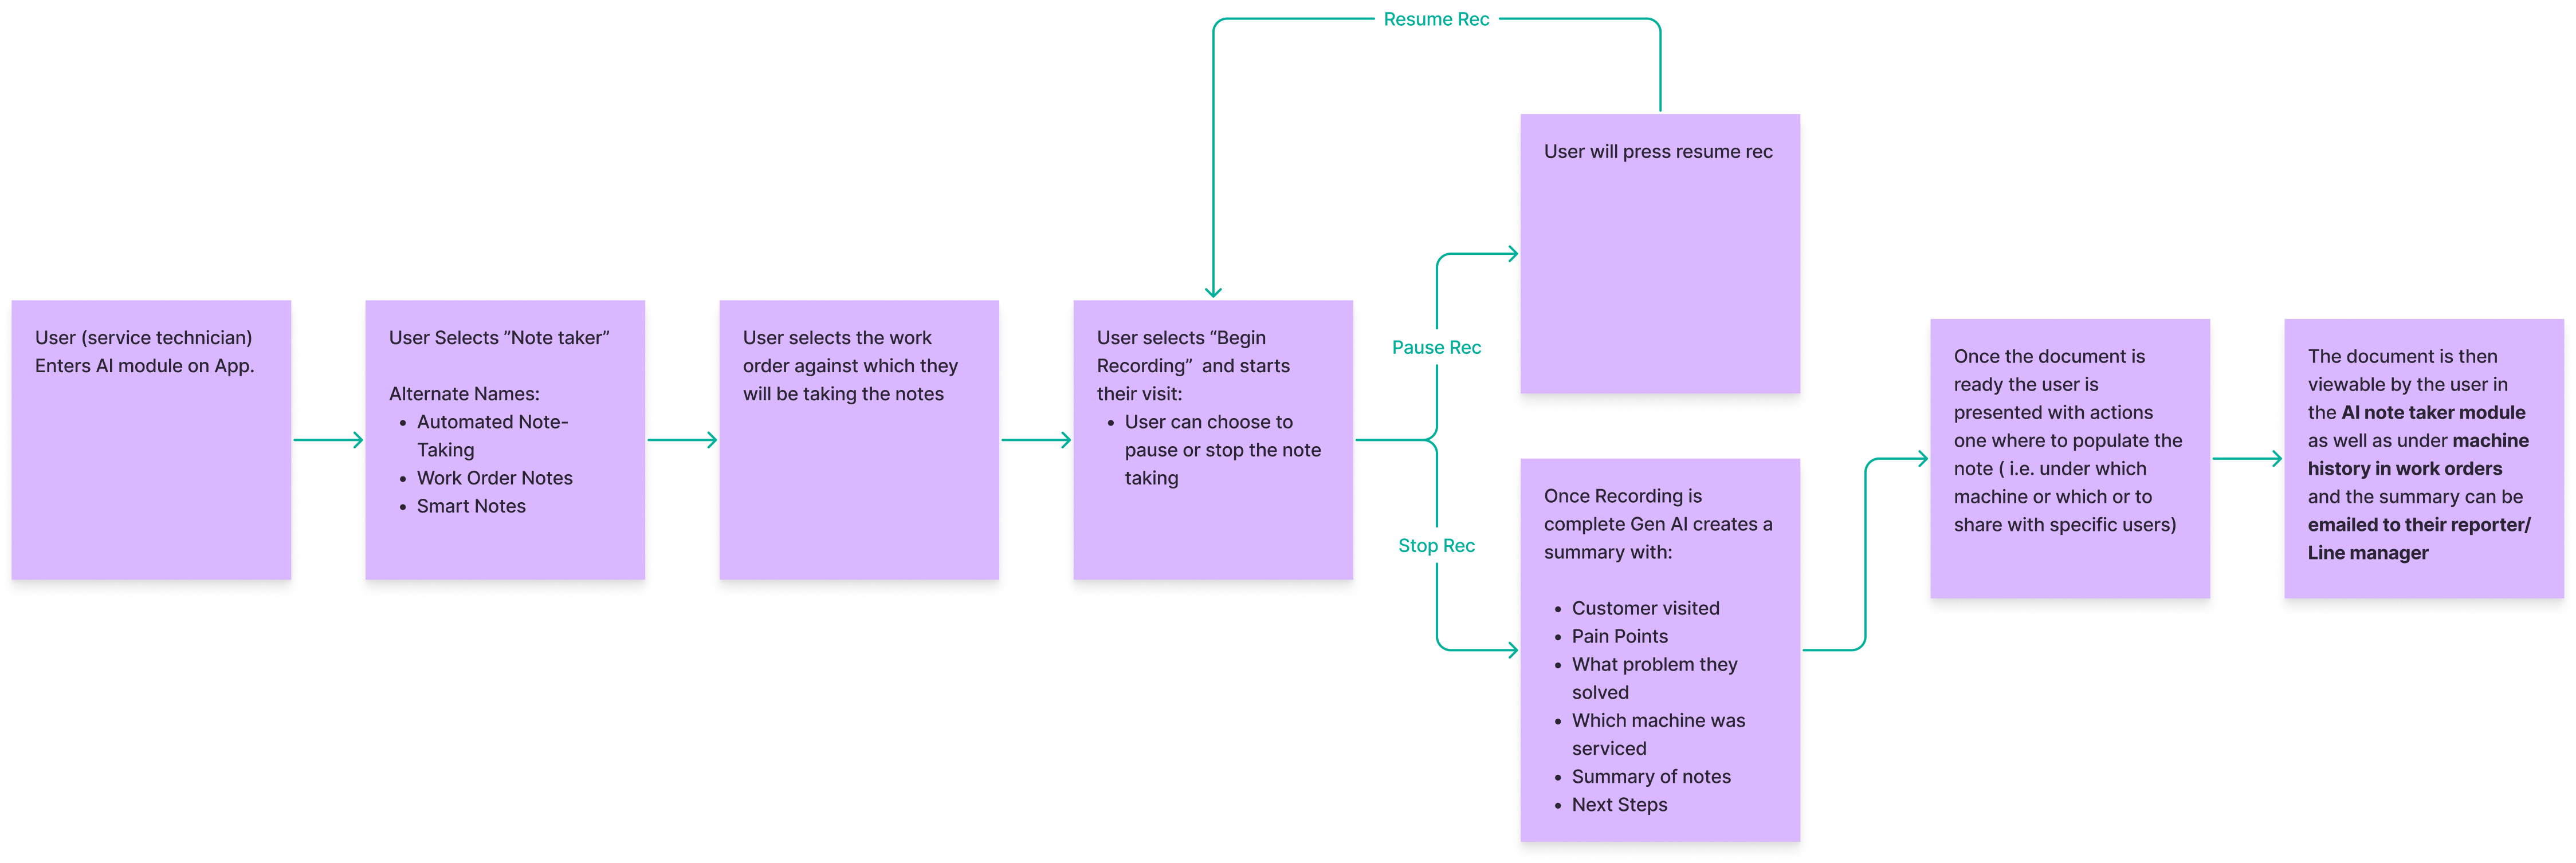 Resume Rec
User will press resume rec
User (service technician)
Enters AI module on App.
User Selects ”Note taker”
Alternate Names:
• Automated Note-
Taking
• Work Order Notes
• Smart Notes
User selects the work
order against which they
will be taking the notes
User selects “Begin
Recording”  and starts
their visit:
• User can choose to
pause or stop the note
taking
Pause Rec
Stop Rec
Once Recording is
complete Gen AI creates a
summary with:
• Customer visited
• Pain Points
• What problem they
solved
• Which machine was
serviced
• Summary of notes
• Next Steps
Once the document is
ready the user is
presented with actions
one where to populate the
note ( i.e. under which
machine or which or to
share with specific users)
The document is then
viewable by the user in
the AI note taker module
as well as under machine
history in work orders
and the summary can be
emailed to their reporter/
Line manager